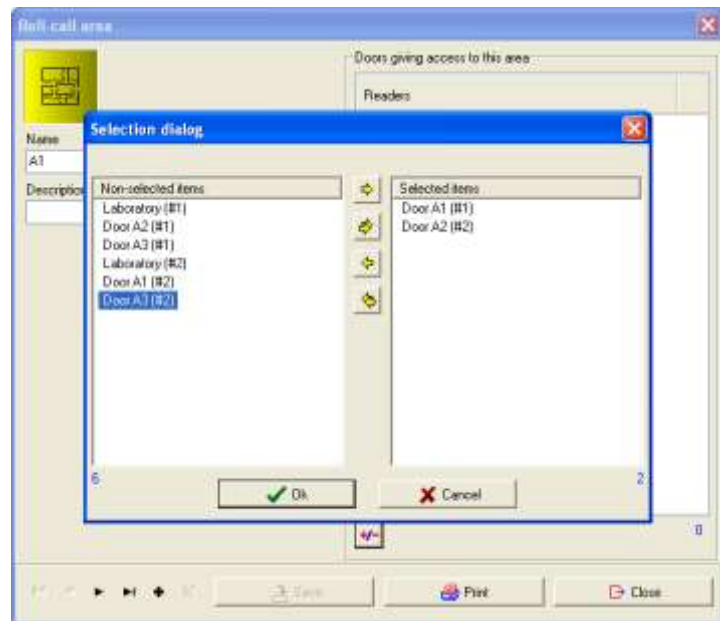 Roll call area
Doors giving access to this area
Readers
Name
A1
Description
Selection dialog
Non-selected items
Laboratory (#1)
Door A2 (#1)
Door A3 (#1)
Laboratory (#2)
Door A1 (#2)
Door A3 (#2)
6
Selected items
Door A1 (#1)
Door A2 (#2)
2
Ok
Cancel
+/-
0
Save
Print
Close